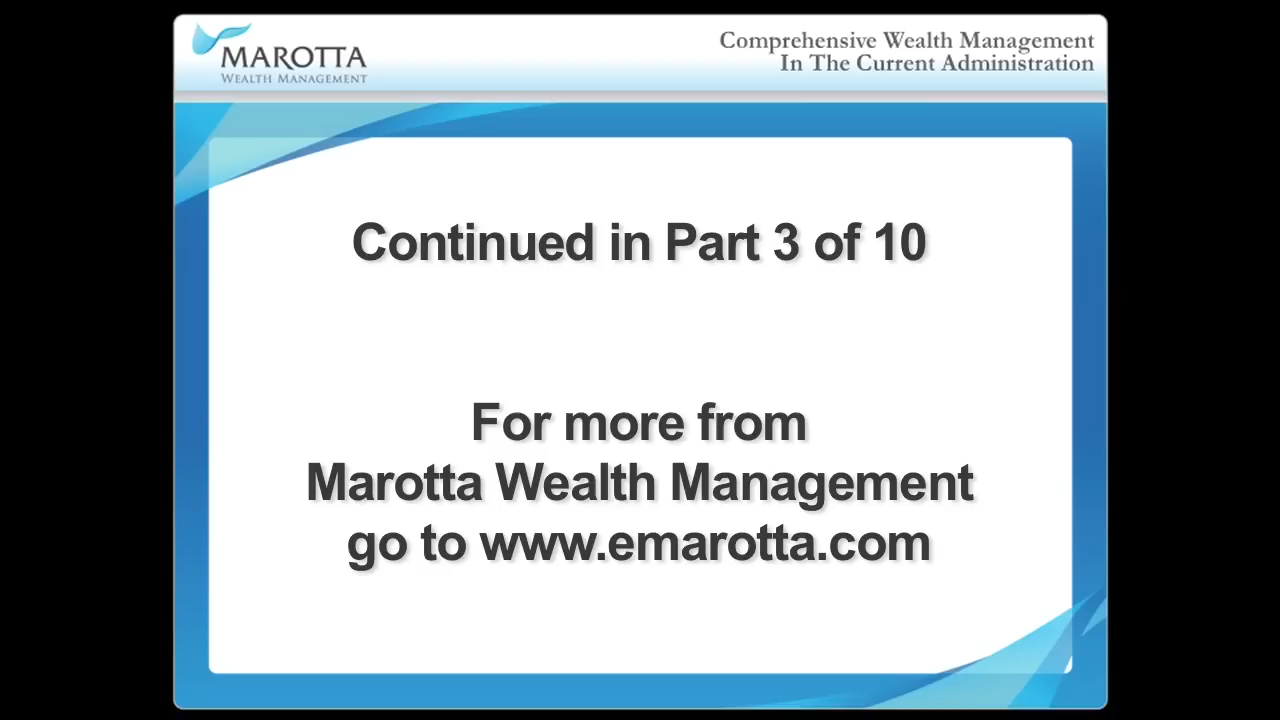 MAROTTA
WEALTH MANAGEMENT
Comprehensive Wealth Management
In The Current Administration
Continued in Part 3 of 10
For more from
Marotta Wealth Management
go to www.emarotta.com